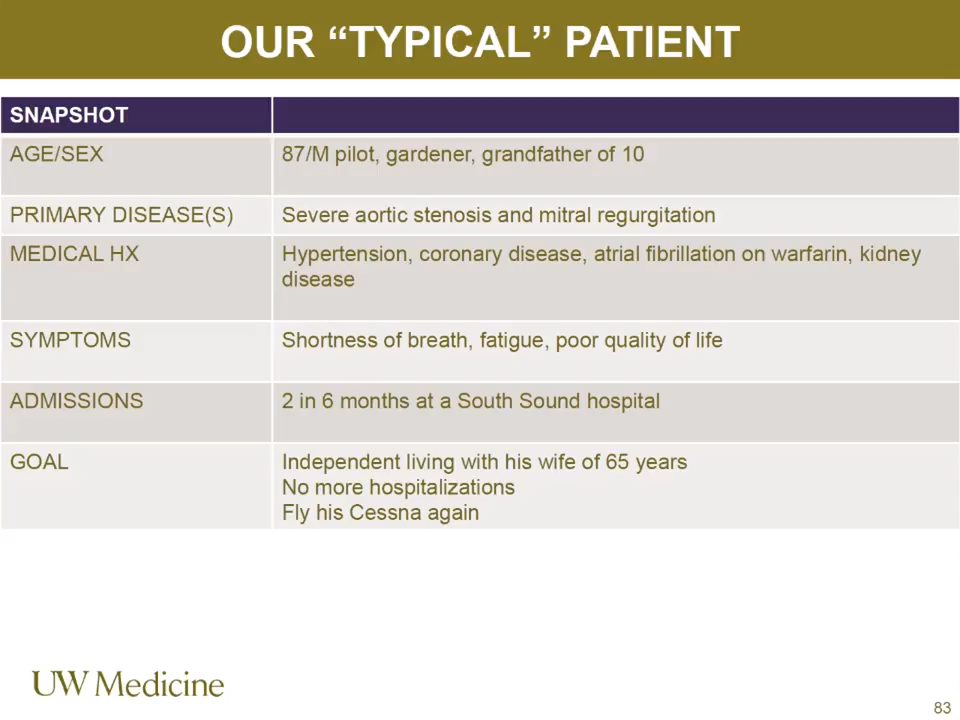 OUR “TYPICAL” PATIENT
SNAPSHOT
AGE/SEX
87/M pilot, gardener, grandfather of 10
PRIMARY DISEASE(S)
Severe aortic stenosis and mitral regurgitation
MEDICAL HX
Hypertension, coronary disease, atrial fibrillation on warfarin, kidney
disease
SYMPTOMS
Shortness of breath, fatigue, poor quality of life
ADMISSIONS
2 in 6 months at a South Sound hospital
GOAL
Independent living with his wife of 65 years
No more hospitalizations
Fly his Cessna again
UW Medicine
83